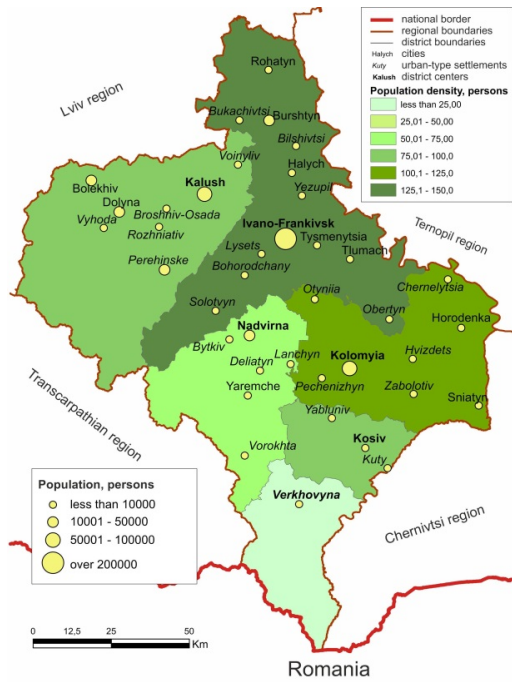 national border
regional boundaries
district boundaries
Halych cities
Kuty urban-type settlements
Kalush district centers
Population density, persons
less than 25,00
25,01 - 50,00
50,01 - 75,00
75,01 - 100,0
100,1 - 125,0
125,1 - 150,0
Lviv region
Rohatyn
Bukachivtsi
Burshtyn
Bilshivtsi
Voinyliv
Halych
Bolekhiv
Kalush
Yezupil
Dolyna
Broshniv-Osada
Vyhoda
Rozhniativ
Ivano-Frankivsk
Tysmenytsia
Ternopil region
Lysets
Tlumach
Perehinske
Bohorodchany
Chernelytsia
Otyniia
Solotvyn
Obertyn
Horodenka
Nadvirna
Bytkiv
Lanchyn
Hvizdets
Deliatyn
Kolomyia
Pechenizhyn
Zabolotiv
Yaremche
Sniatyn
Transcarpathian region
Yabluniv
Kosiv
Vorokhta
Kuty
Verkhovyna
Chernivtsi region
Population, persons
less than 10000
10001 - 50000
50001 - 100000
over 200000
0 12,5 25 50
Km
Romania